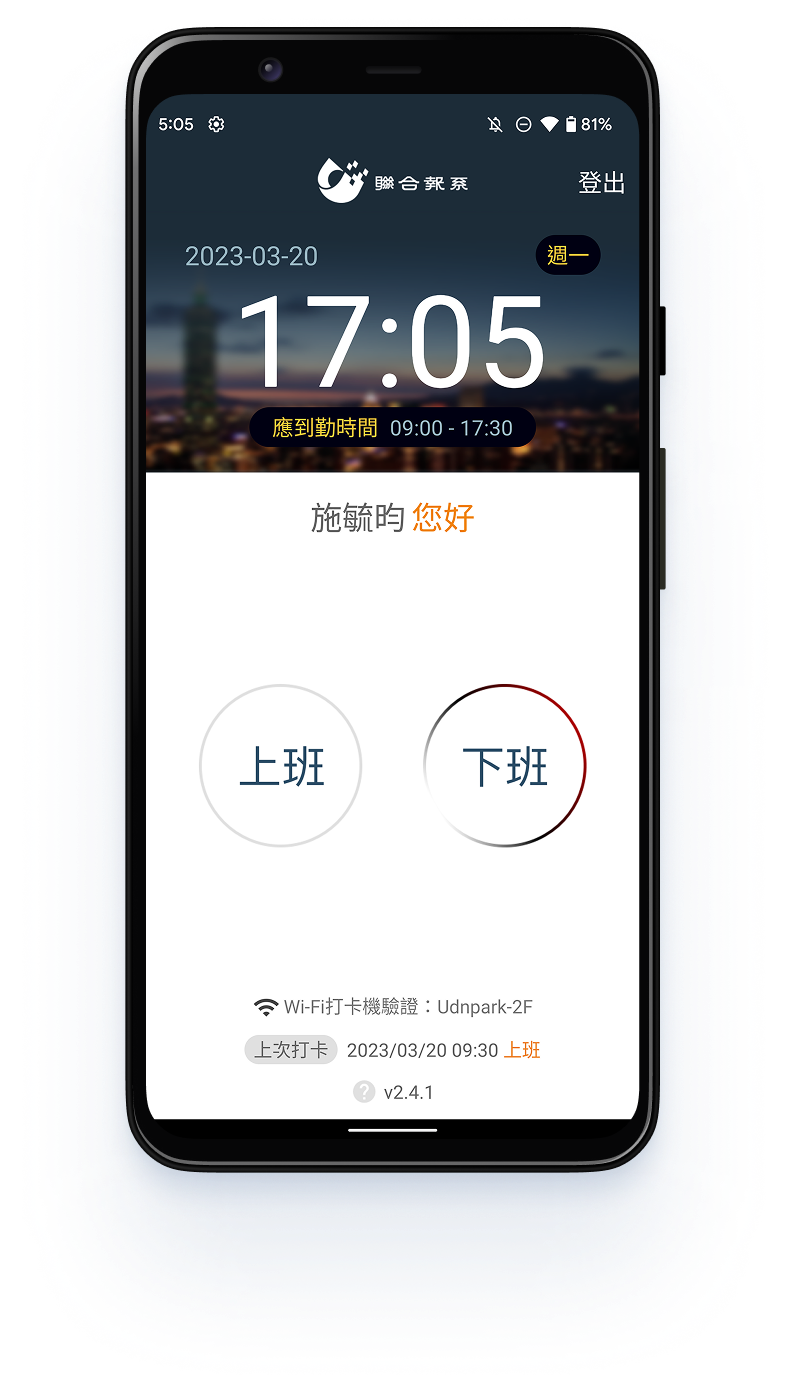 5:05 81%
聯合報系 登出
2023-03-20 週一
17:05
應到勤時間 09:00 - 17:30
施毓昀 您好
上班 下班
Wi-Fi打卡機驗證：Udnpark-2F
上次打卡 2023/03/20 09:30 上班
? v2.4.1